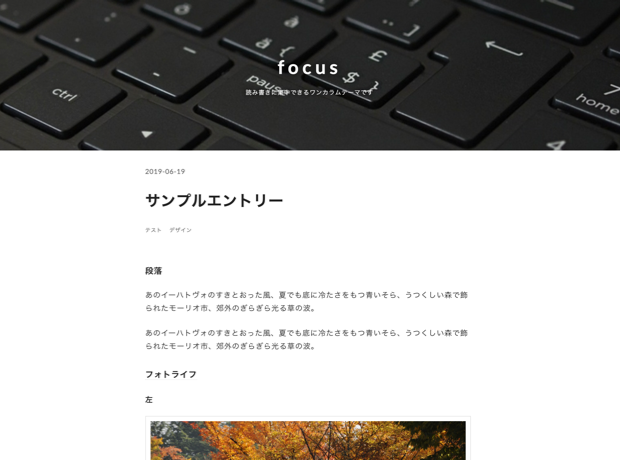 focus
読み書きに集中できるワンカラムテーマです
ctrl
pause
ä
{
ü
[
£
$
}
home
4
2019-06-19
サンプルエントリー
テスト デザイン
段落
あのイーハトヴォのすきとおった風、夏でも底に冷たさをもつ青いそら、うつくしい森で飾
られたモーリオ市、郊外のぎらぎら光る草の波。
あのイーハトヴォのすきとおった風、夏でも底に冷たさをもつ青いそら、うつくしい森で飾
られたモーリオ市、郊外のぎらぎら光る草の波。
フォトライフ
左